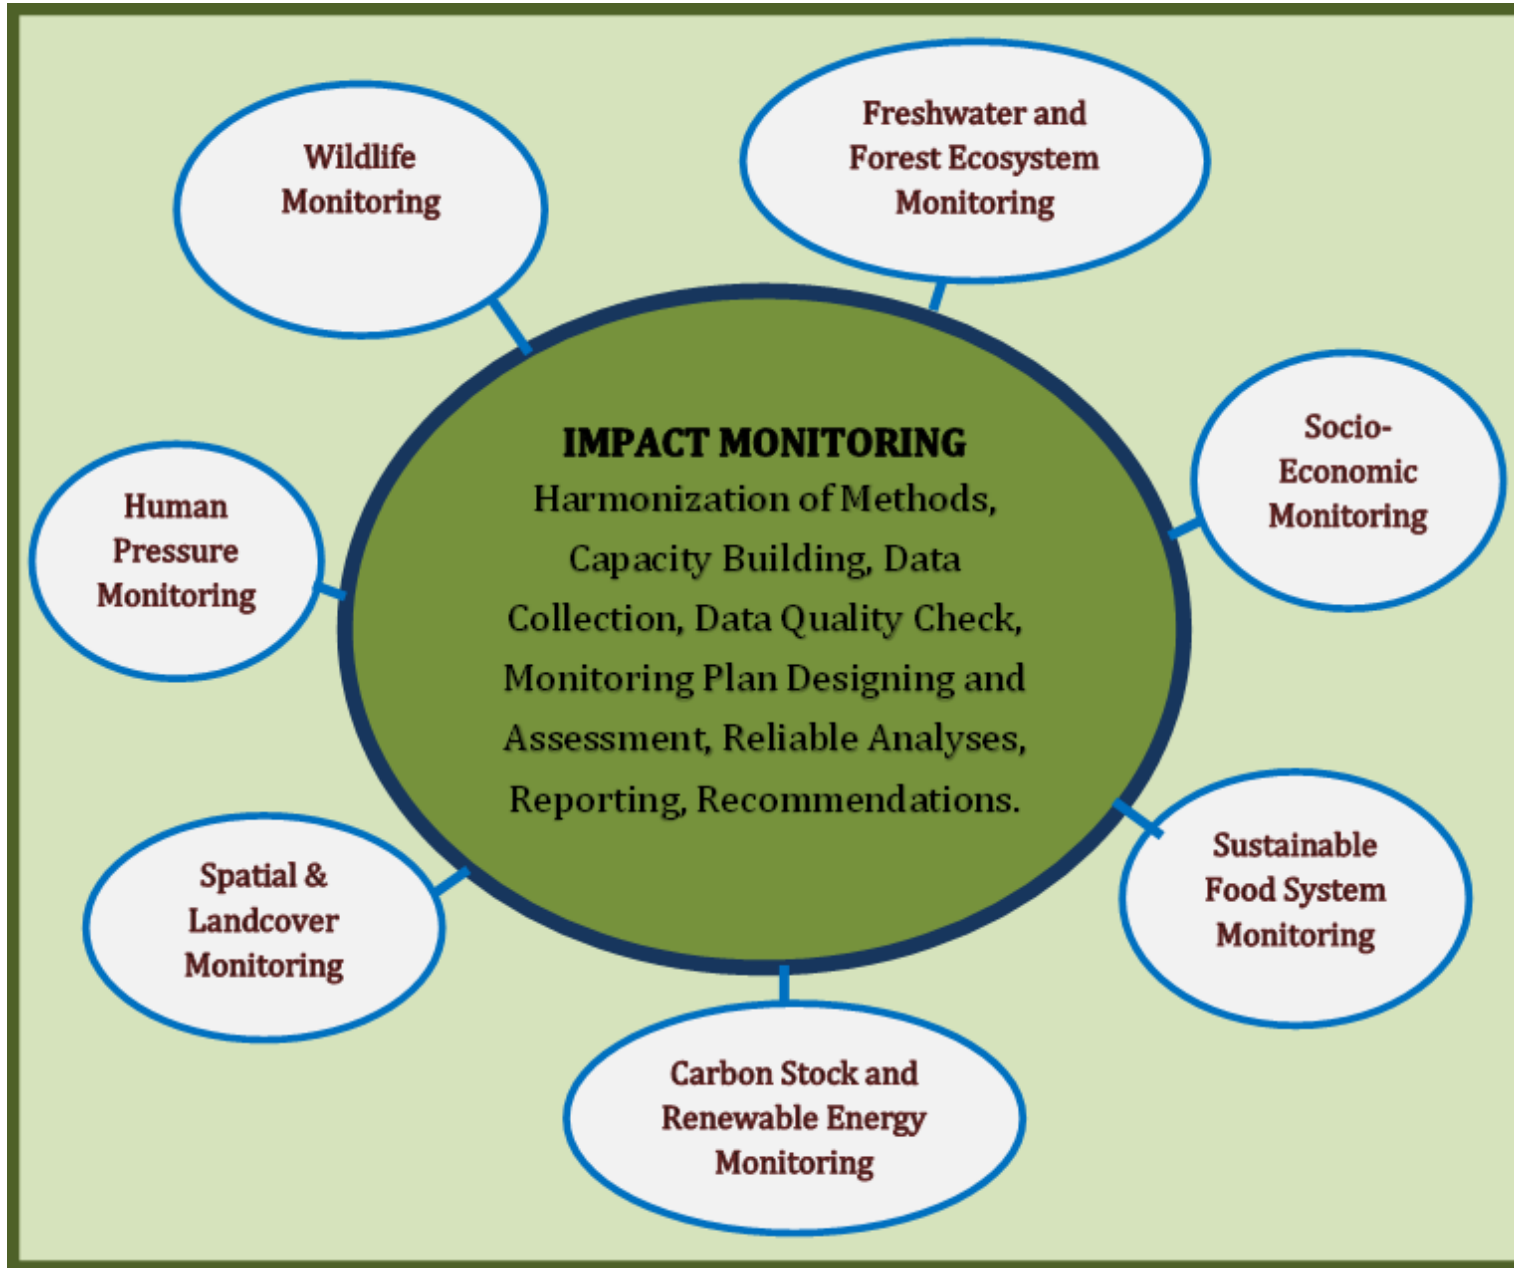 Wildlife
Monitoring
Freshwater and
Forest Ecosystem
Monitoring
Socio-
Economic
Monitoring
Human
Pressure
Monitoring
IMPACT MONITORING
Harmonization of Methods,
Capacity Building, Data
Collection, Data Quality Check,
Monitoring Plan Designing and
Assessment, Reliable Analyses,
Reporting, Recommendations.
Sustainable
Food System
Monitoring
Spatial &
Landcover
Monitoring
Carbon Stock and
Renewable Energy
Monitoring